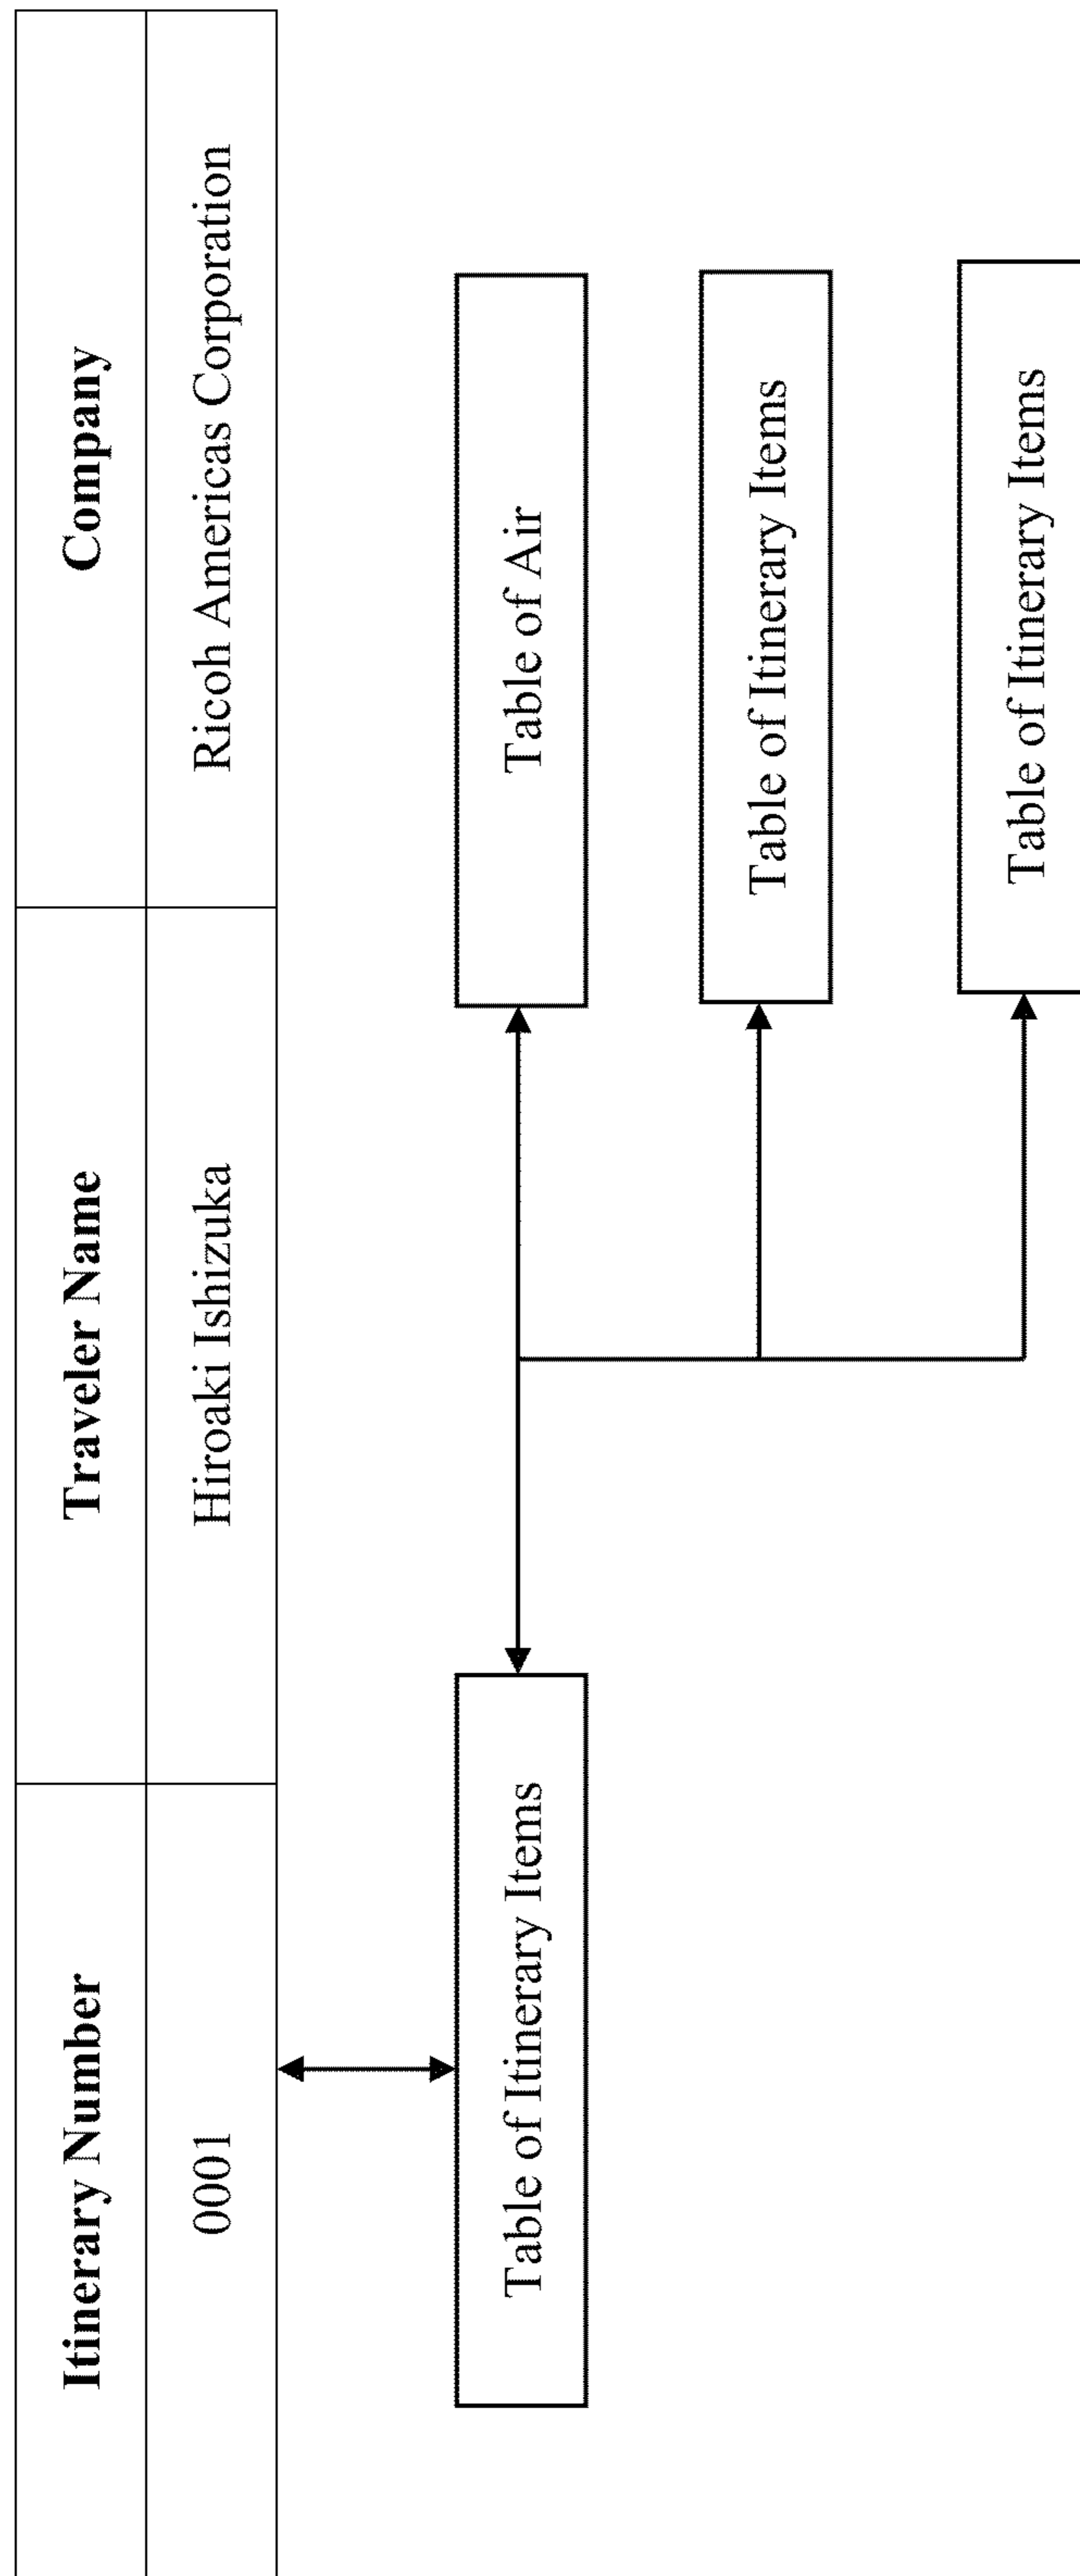 Itinerary Number Traveler Name Company
0001 Hiroaki Ishizuka Ricoh Americas Corporation
Table of Itinerary Items Table of Air
Table of Itinerary Items
Table of Itinerary Items